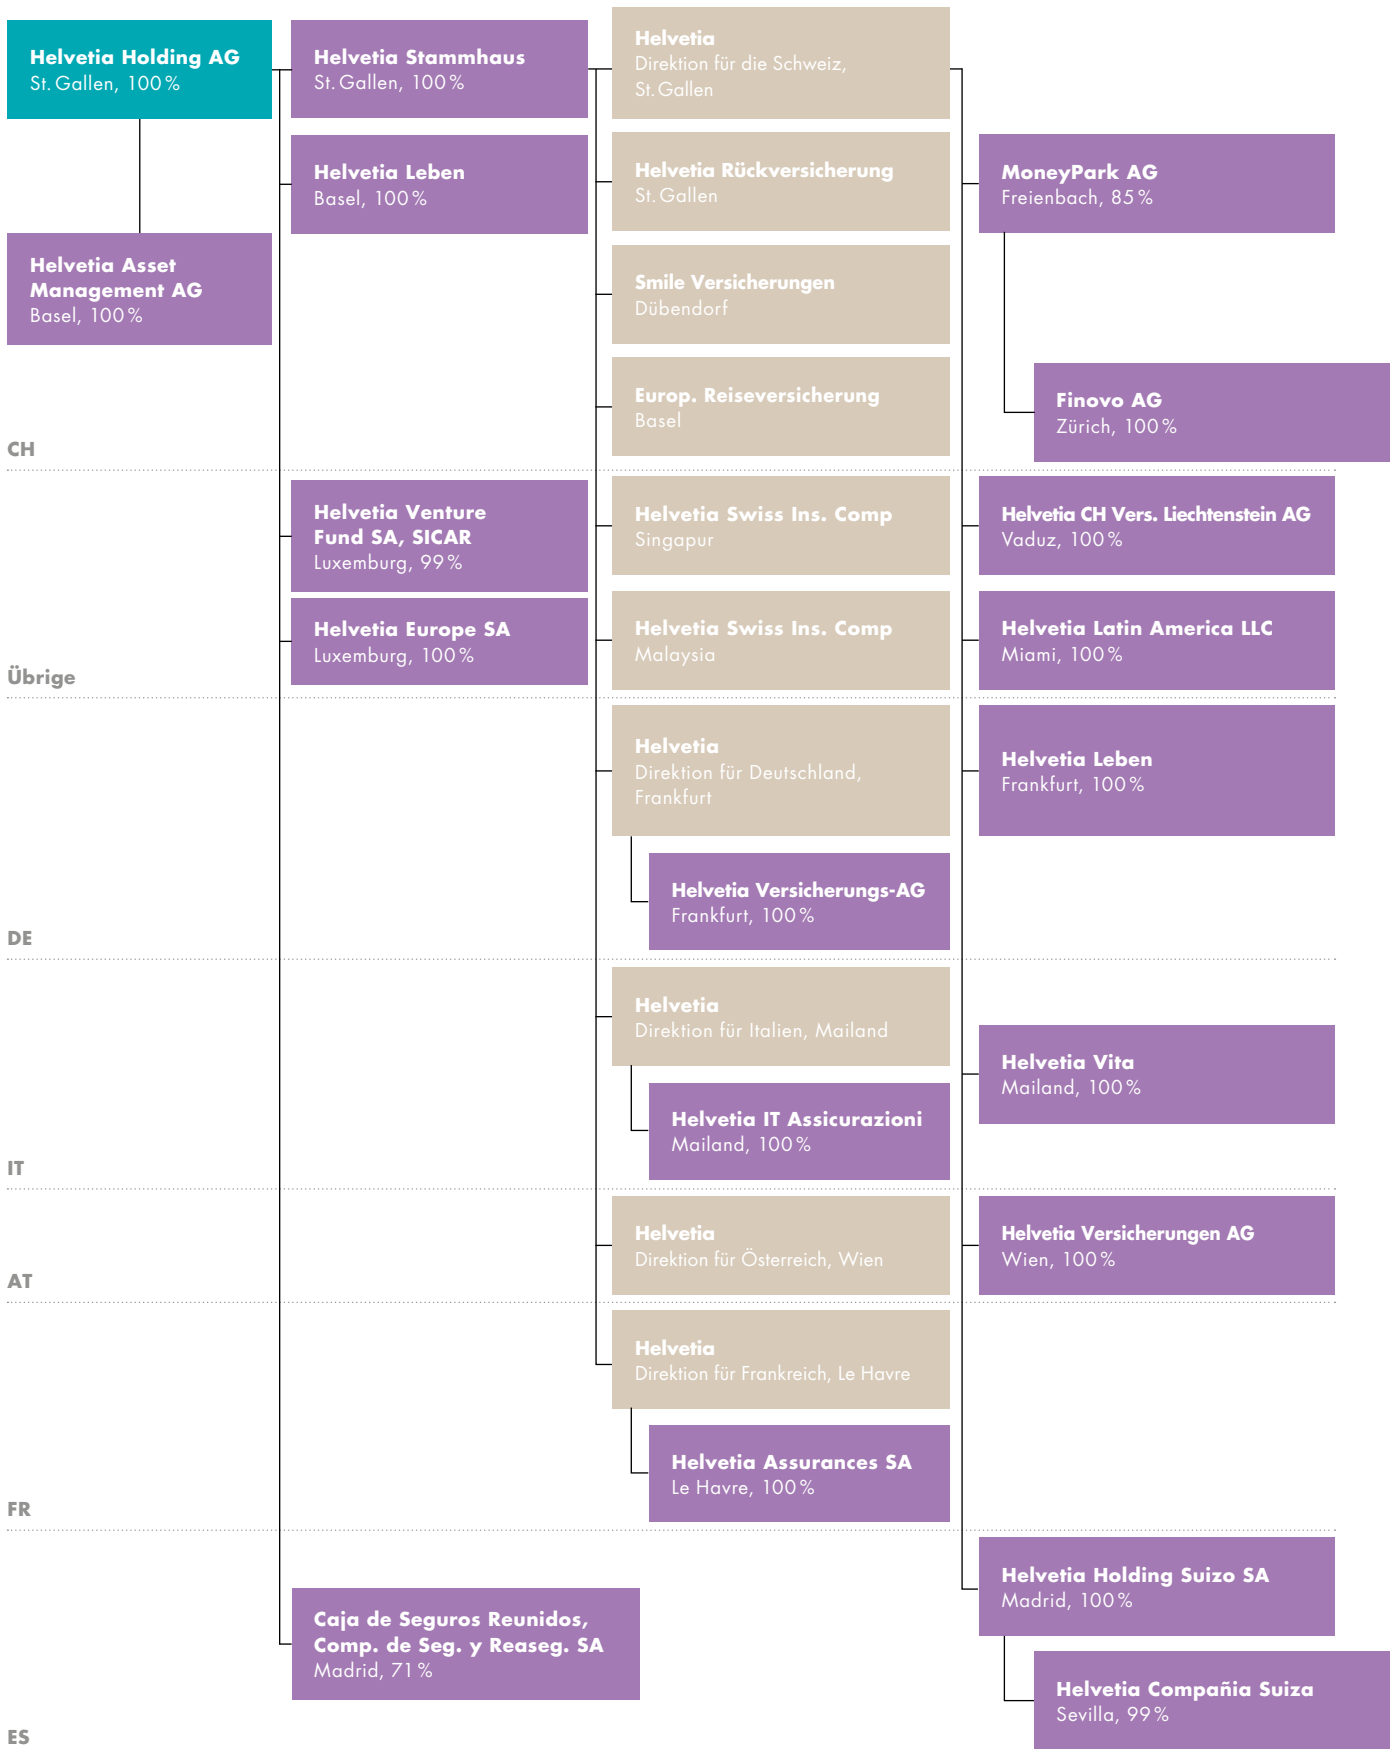 Helvetia Holding AG
St. Gallen, 100 %
Helvetia Asset
Management AG
Basel, 100 %
Helvetia Stammhaus
St. Gallen, 100 %
Helvetia Leben
Basel, 100 %
Helvetia
Direktion für die Schweiz,
St. Gallen
Helvetia Rückversicherung
St. Gallen
Smile Versicherungen
Dübendorf
Europ. Reiseversicherung
Basel
MoneyPark AG
Freienbach, 85 %
Finovo AG
Zürich, 100 %
CH
Helvetia Venture
Fund SA, SICAR
Luxemburg, 99 %
Helvetia Europe SA
Luxemburg, 100 %
Helvetia Swiss Ins. Comp
Singapur
Helvetia Swiss Ins. Comp
Malaysia
Helvetia CH Vers. Liechtenstein AG
Vaduz, 100 %
Helvetia Latin America LLC
Miami, 100 %
Übrige
Helvetia
Direktion für Deutschland,
Frankfurt
Helvetia Versicherungs-AG
Frankfurt, 100 %
Helvetia Leben
Frankfurt, 100 %
DE
Helvetia
Direktion für Italien, Mailand
Helvetia IT Assicurazioni
Mailand, 100 %
Helvetia Vita
Mailand, 100 %
IT
Helvetia
Direktion für Österreich, Wien
Helvetia Versicherungen AG
Wien, 100 %
AT
Helvetia
Direktion für Frankreich, Le Havre
Helvetia Assurances SA
Le Havre, 100 %
FR
Caja de Seguros Reunidos,
Comp. de Seg. y Reaseg. SA
Madrid, 71 %
Helvetia Holding Suizo SA
Madrid, 100 %
Helvetia Compañia Suiza
Sevilla, 99 %
ES